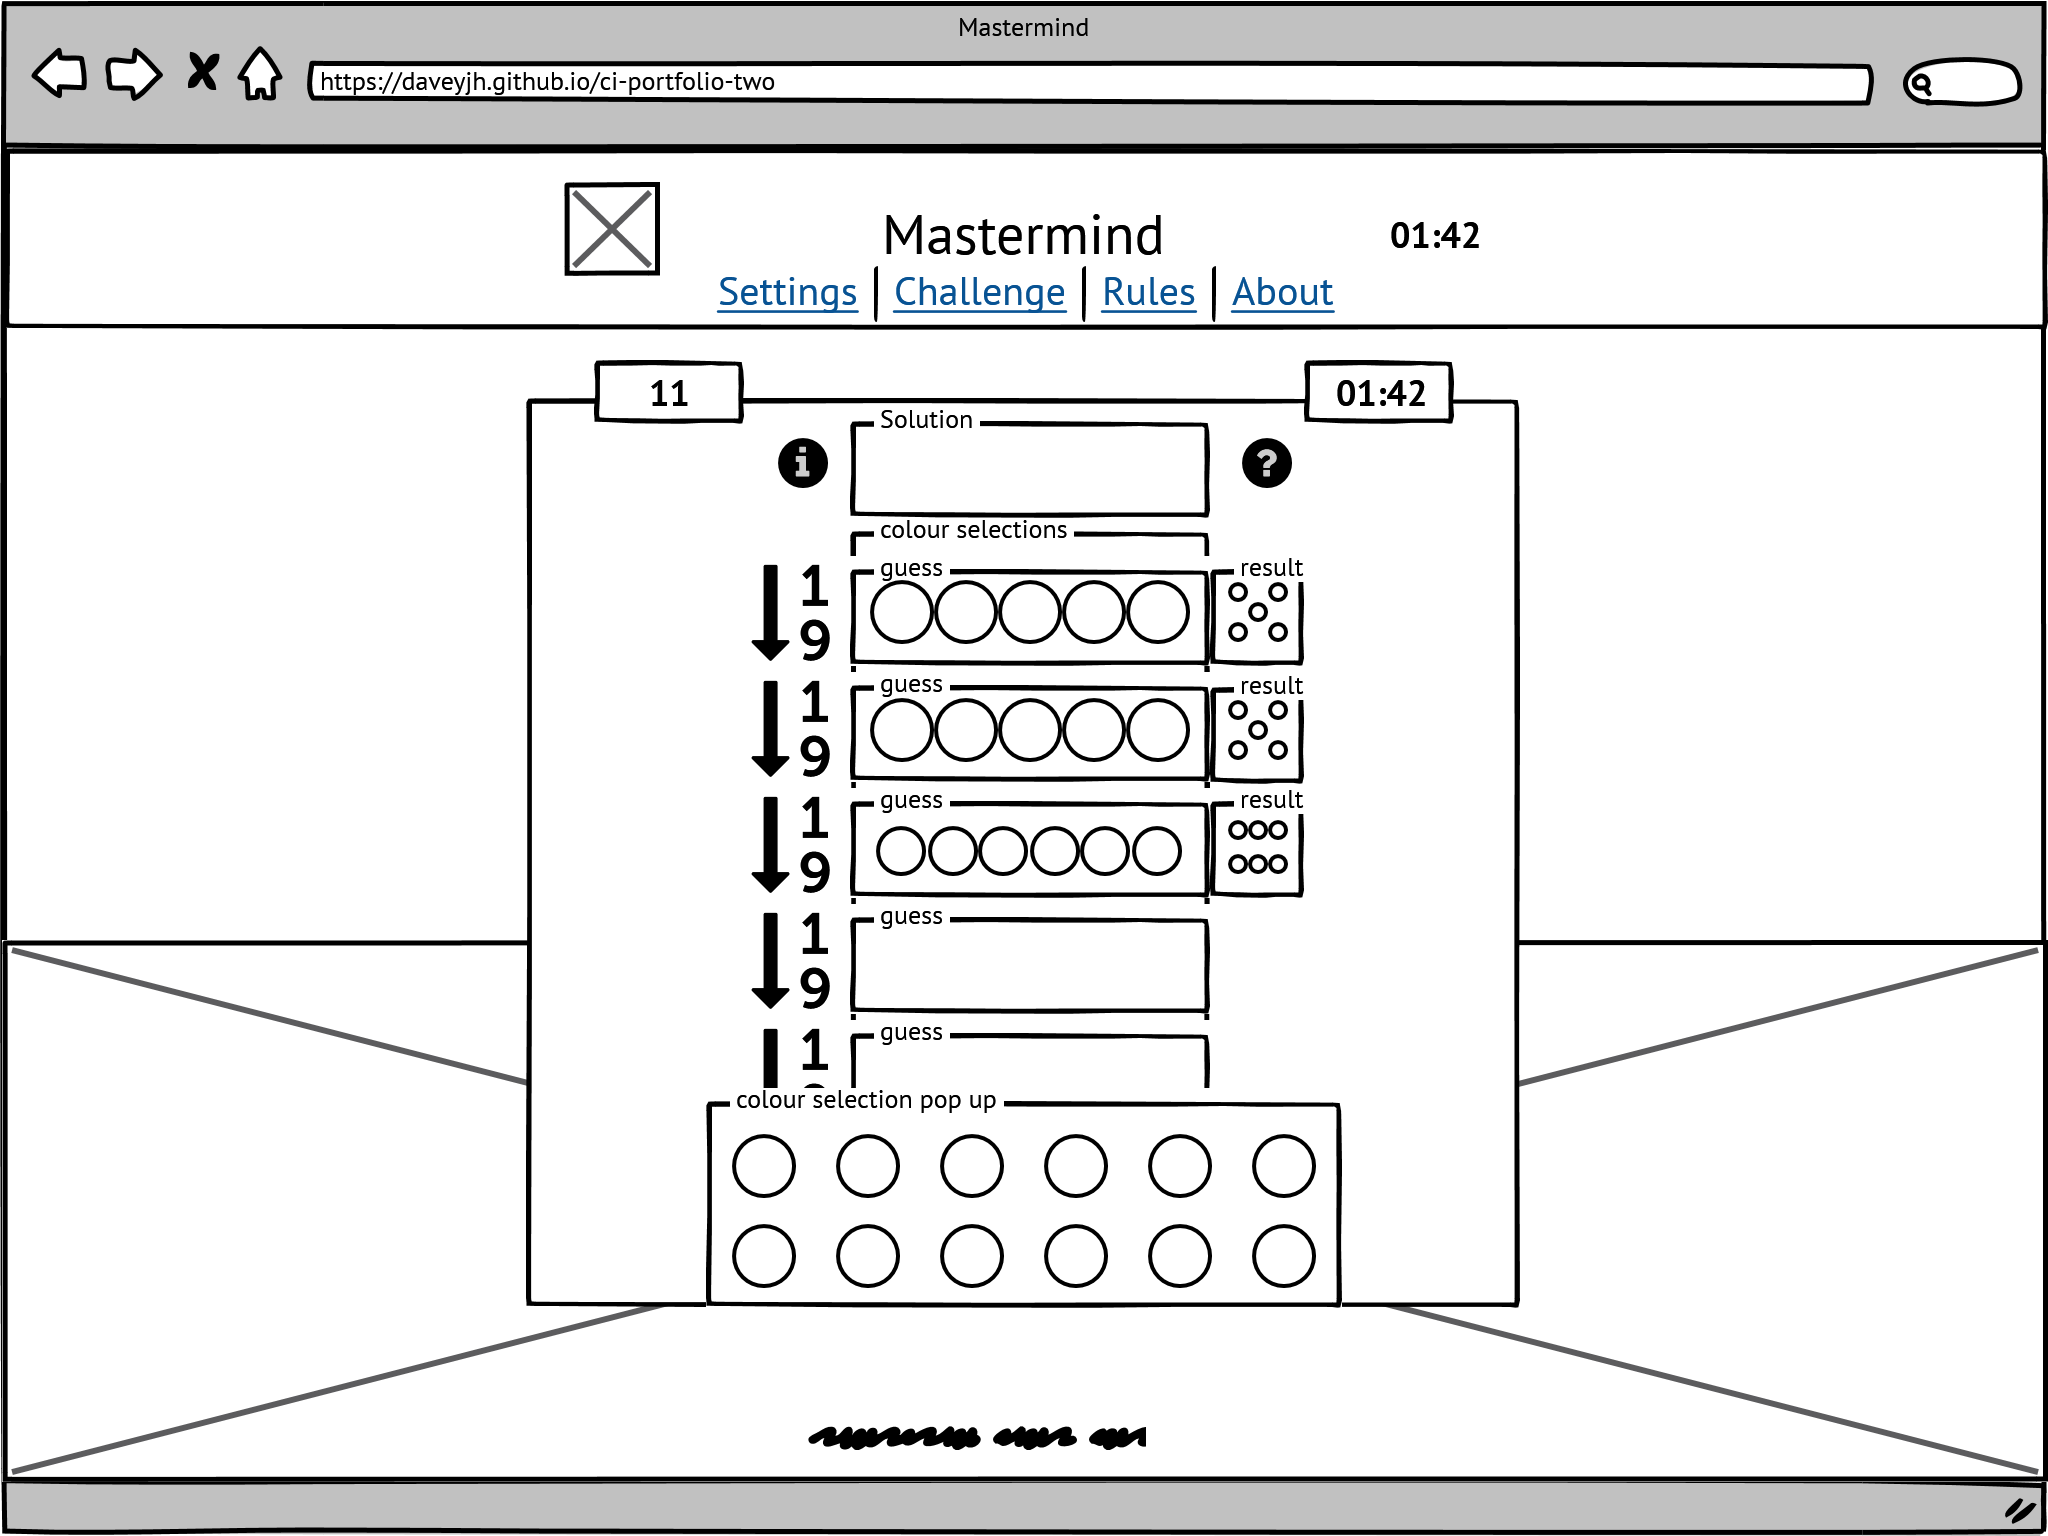 Mastermind
https://daveyjh.github.io/ci-portfolio-two
Mastermind
01:42
Settings | Challenge | Rules | About
11
01:42
Solution
i
?
colour selections
guess
result
1
9
guess
result
1
9
guess
result
1
9
guess
1
9
guess
1
colour selection pop up